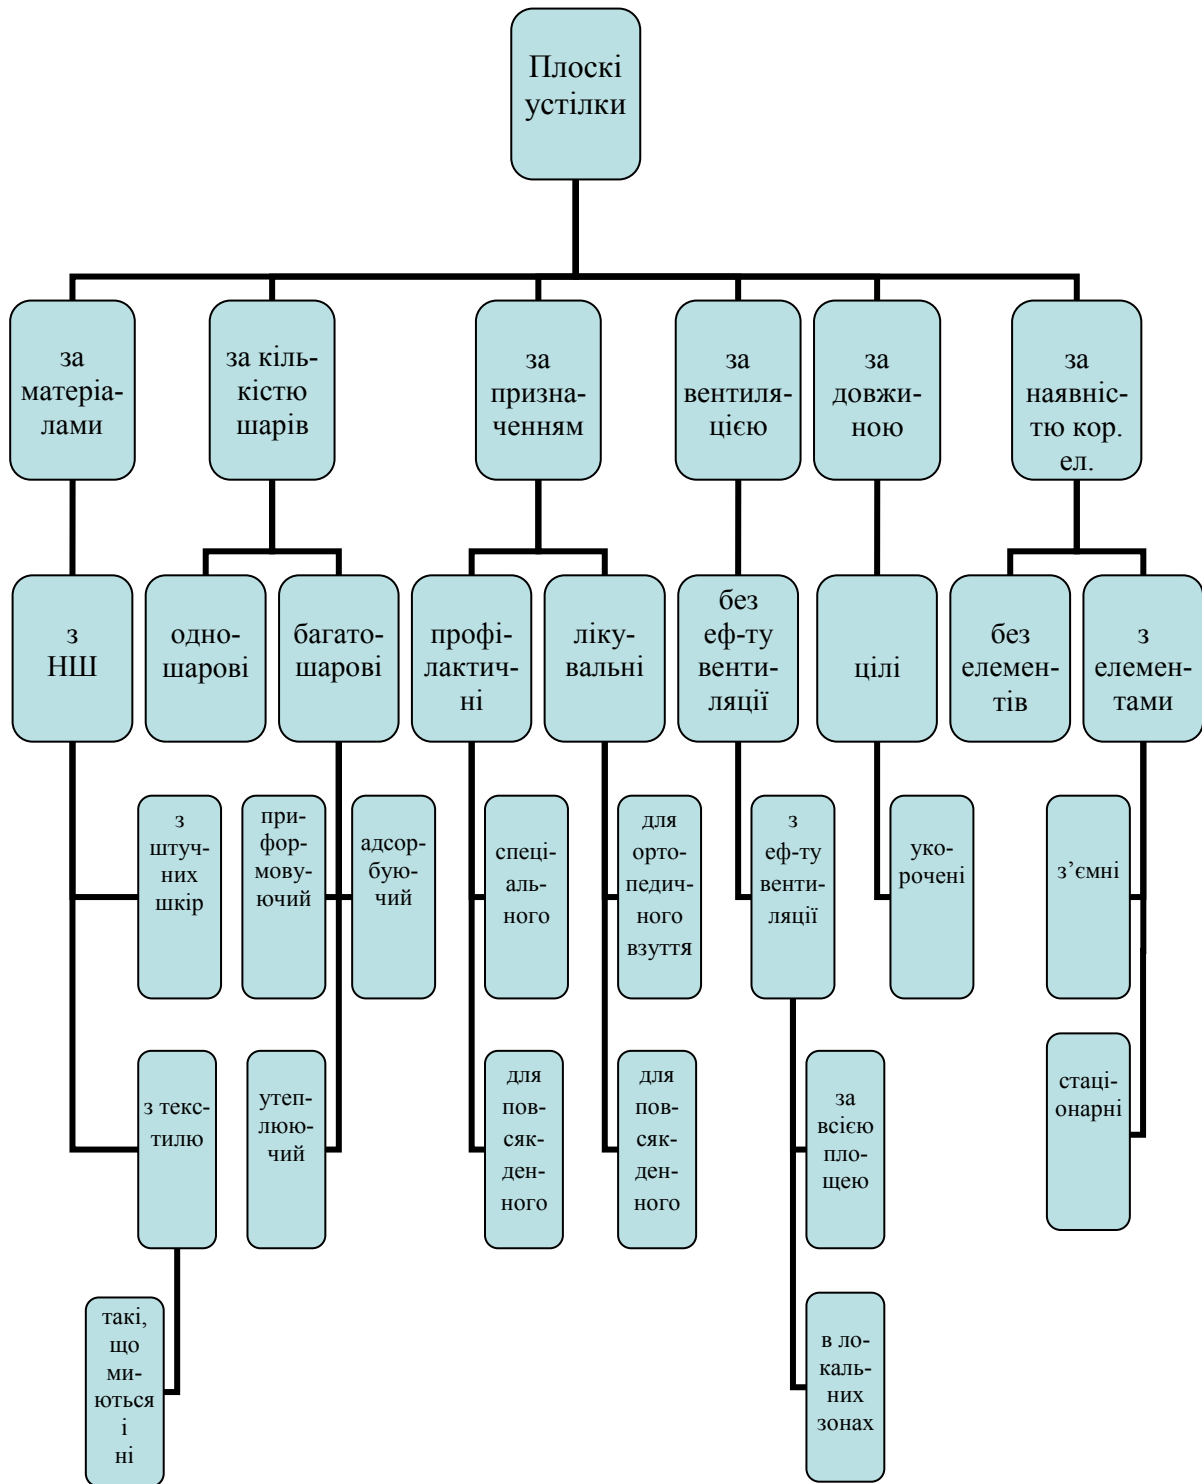 Плоскі
устілки
за
матеріа-
лами
за кіль-
кістю
шарів
за
призна-
ченням
за
вентиля-
цією
за
довжи-
ною
за
наявніс-
тю кор.
ел.
з
НШ
одно-
шарові
багато-
шарові
профі-
лактич-
ні
ліку-
вальні
без
еф-ту
венти-
ляції
цілі
без
елемен-
тів
з
елемен-
тами
з
штуч-
них
шкір
при-
фор-
мову-
ючий
адсор-
бую-
чий
спеці-
аль-
ного
для
орто-
педич-
ного
взуття
з
еф-ту
венти-
ляції
уко-
рочені
з’ємні
з текс-
тилю
утеп-
люю-
чий
для
пов-
сяк-
ден-
ного
для
пов-
сяк-
ден-
ного
за
всією
пло-
щею
стаці-
онарні
такі,
що
ми-
ються
і
ні
в ло-
каль-
них
зонах